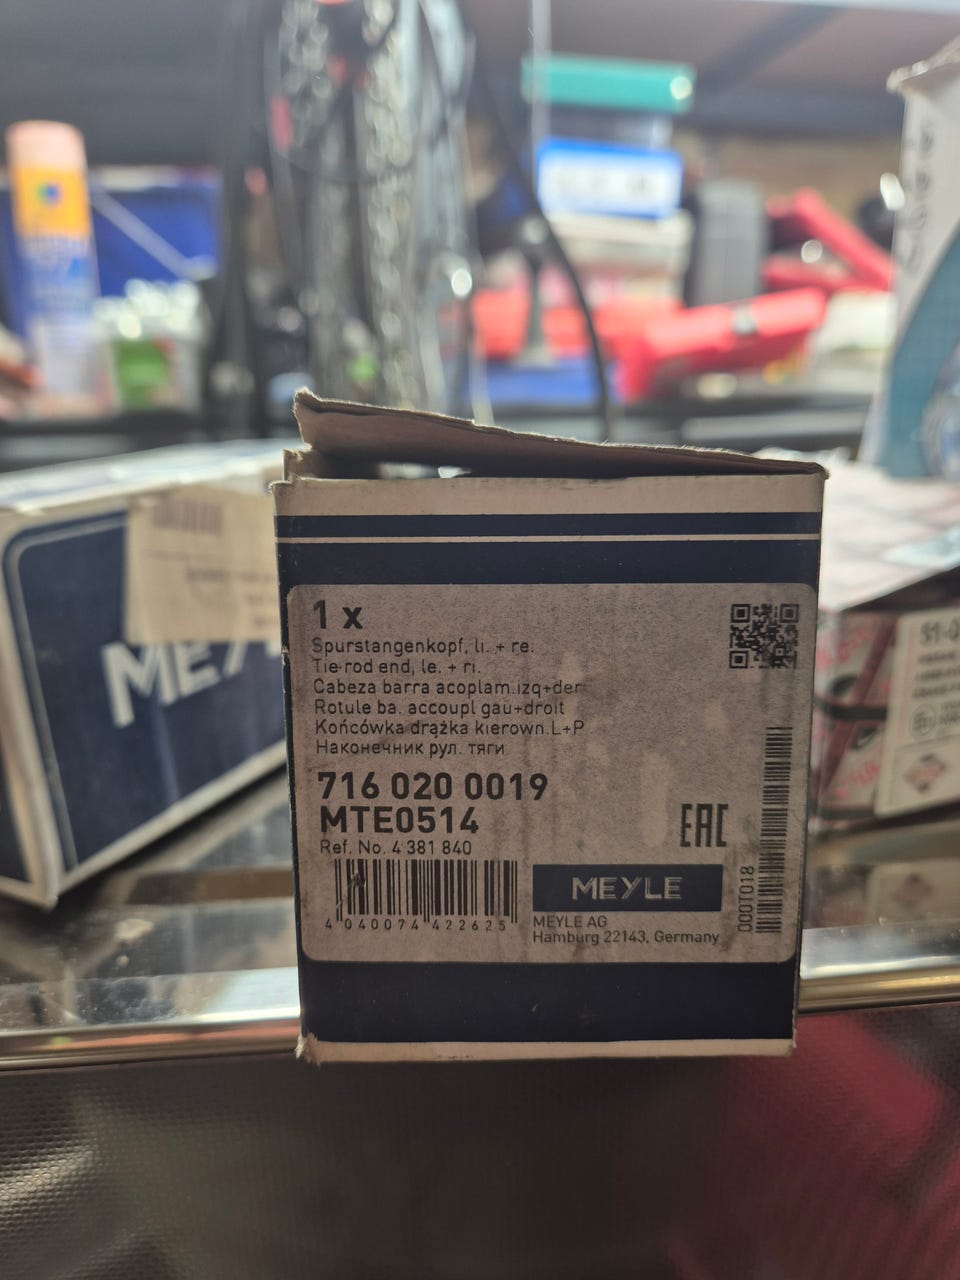 1 x
Spurstangenkopf, li. + re.
Tie-rod end, le. + ri.
Cabeza barra acoplam.izq+der
Rotule ba. accoupl gau+droit
Końcówka drążka kierown.L+P
Наконечник рул. тяги
716 020 0019
MTE0514
Ref. No. 4 381 840
EAC
4 040074 422625
MEYLE
MEYLE AG
Hamburg 22143, Germany
000T018